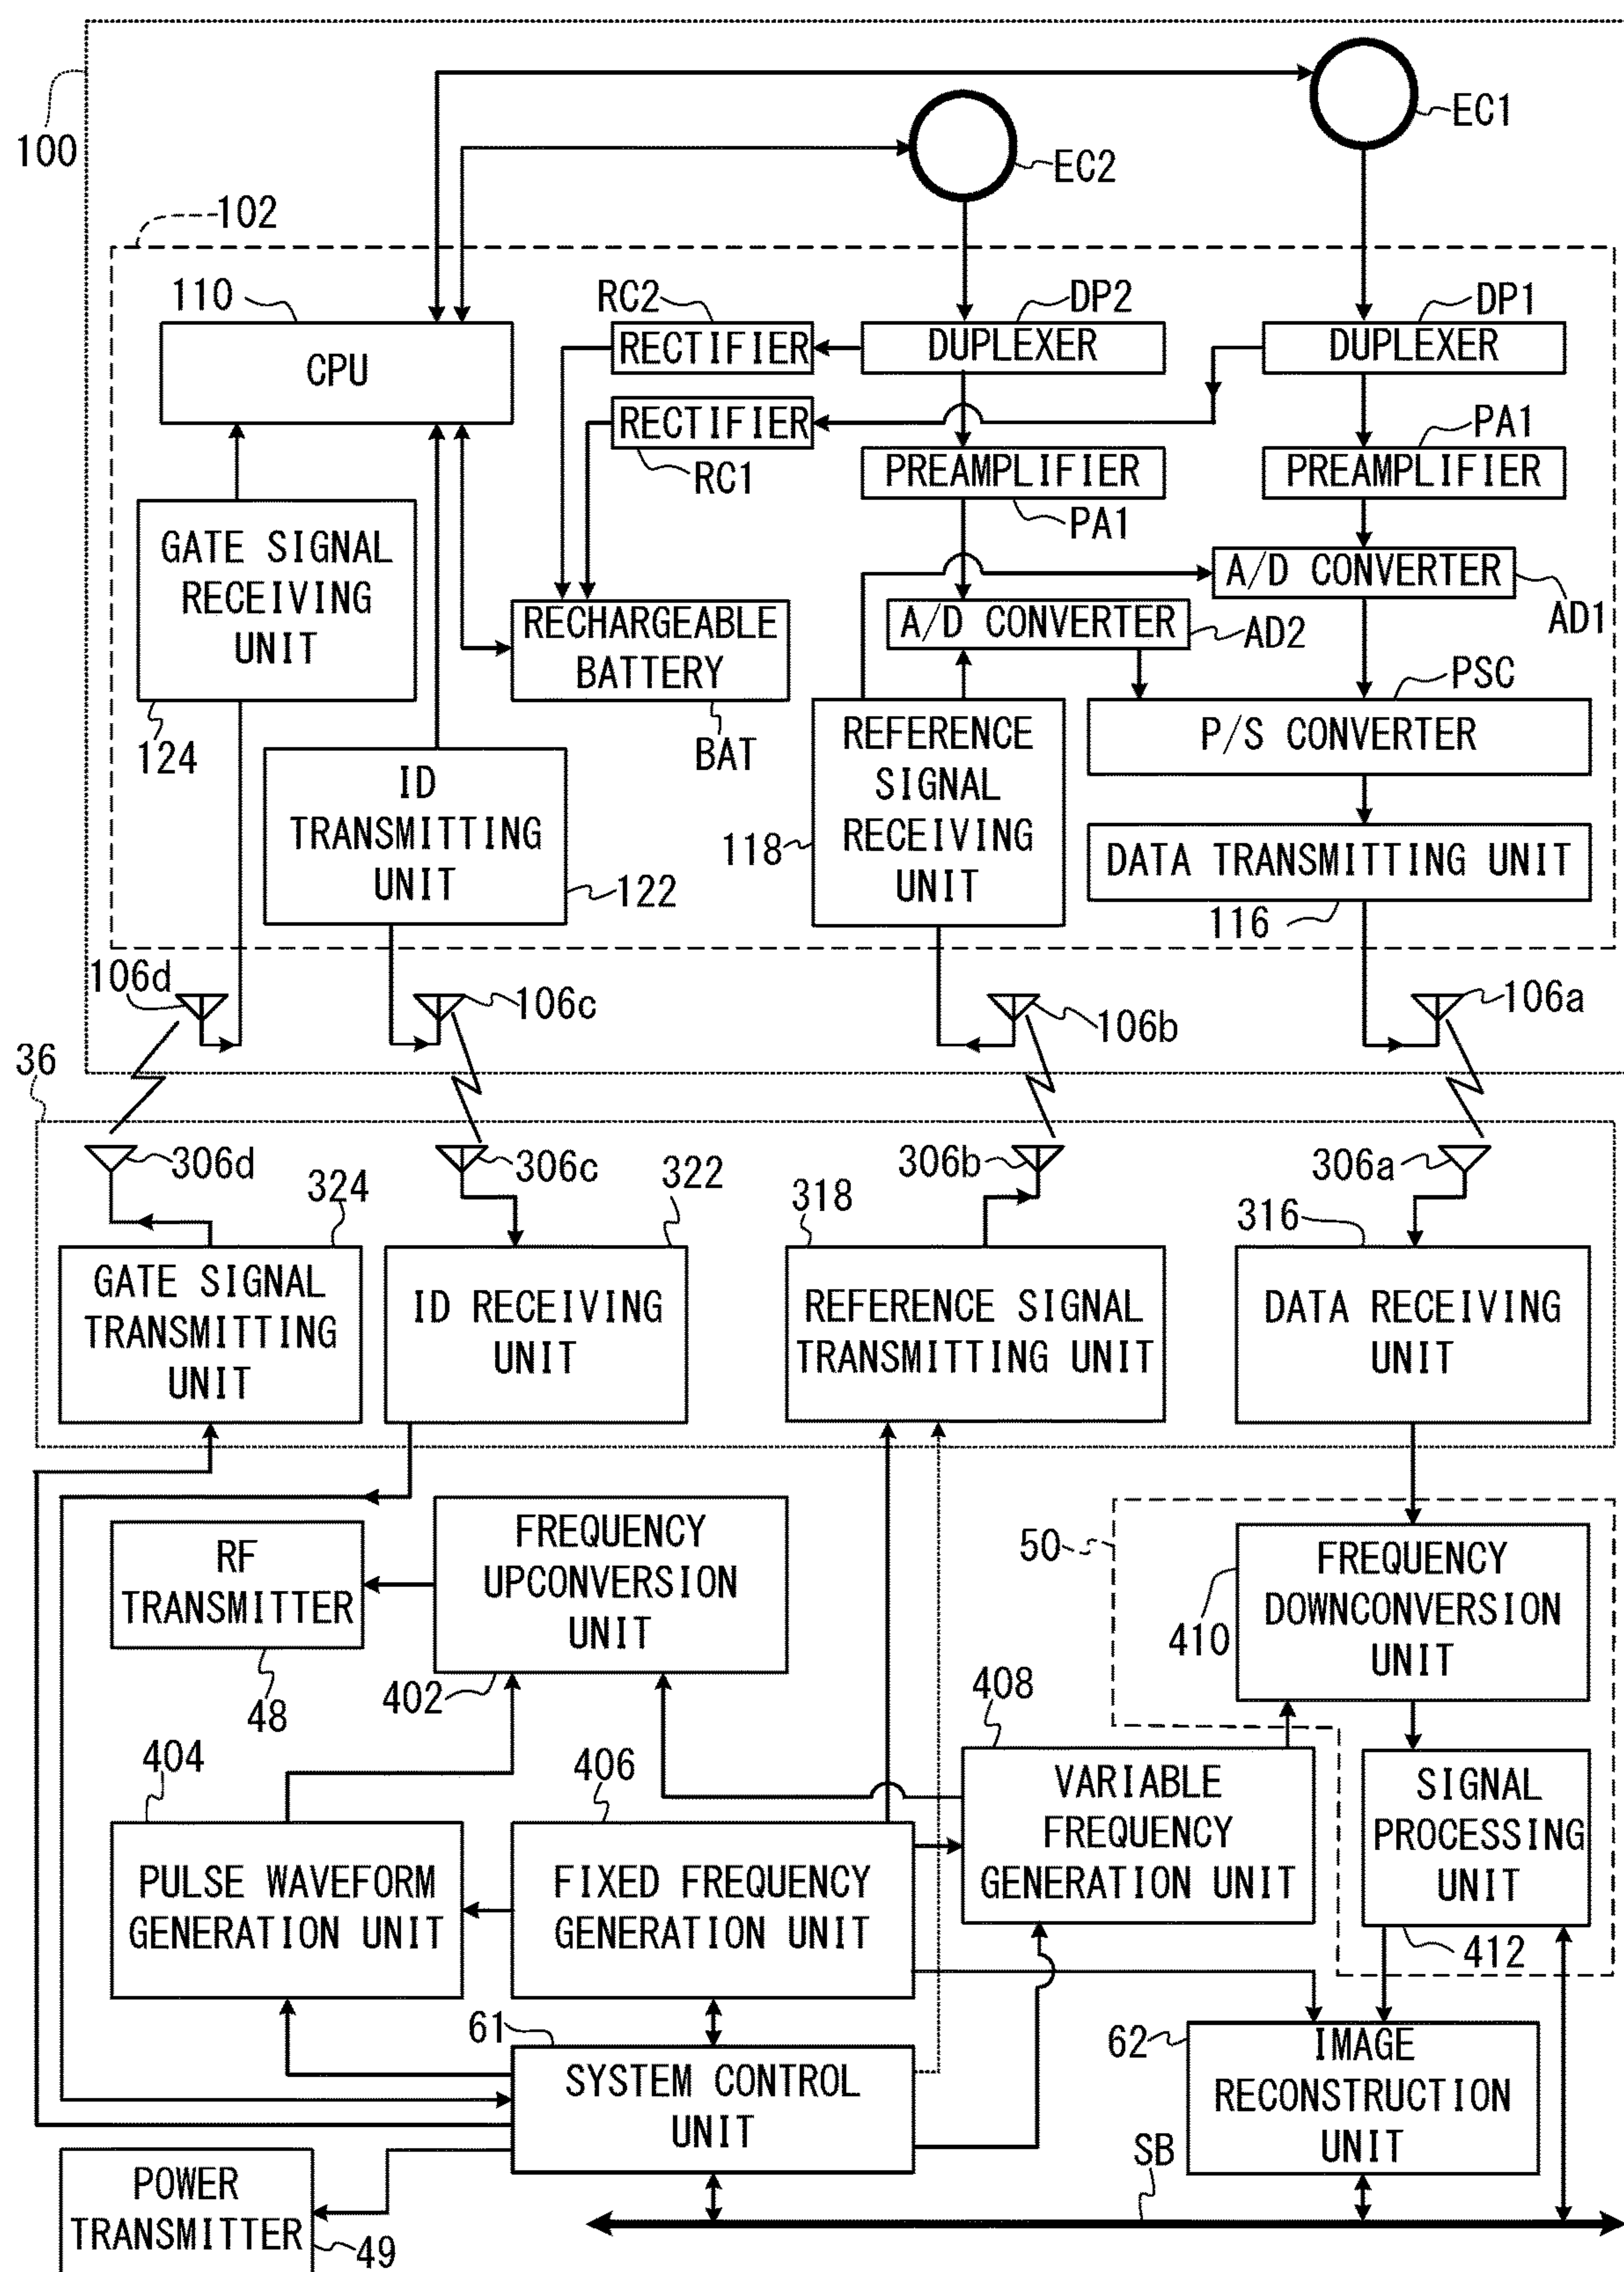 100
EC1
EC2
102
110
RC2
DP2
DP1
CPU
RECTIFIER
DUPLEXER
DUPLEXER
RECTIFIER
RC1
PA1
PREAMPLIFIER
PREAMPLIFIER
PA1
GATE SIGNAL
RECEIVING
UNIT
124
A/D CONVERTER
AD1
A/D CONVERTER
AD2
RECHARGEABLE
BATTERY
BAT
PSC
P/S CONVERTER
ID
TRANSMITTING
UNIT
122
REFERENCE
SIGNAL
RECEIVING
UNIT
118
DATA TRANSMITTING UNIT
116
106d
106c
106b
106a
36
306d
306c
306b
306a
324
322
318
316
GATE SIGNAL
TRANSMITTING
UNIT
ID RECEIVING
UNIT
REFERENCE SIGNAL
TRANSMITTING UNIT
DATA RECEIVING
UNIT
RF
TRANSMITTER
48
FREQUENCY
UPCONVERSION
UNIT
402
50
FREQUENCY
DOWNCONVERSION
UNIT
410
404
406
408
PULSE WAVEFORM
GENERATION UNIT
FIXED FREQUENCY
GENERATION UNIT
VARIABLE
FREQUENCY
GENERATION UNIT
SIGNAL
PROCESSING
UNIT
412
61
SYSTEM CONTROL
UNIT
62
IMAGE
RECONSTRUCTION
UNIT
SB
POWER
TRANSMITTER
49